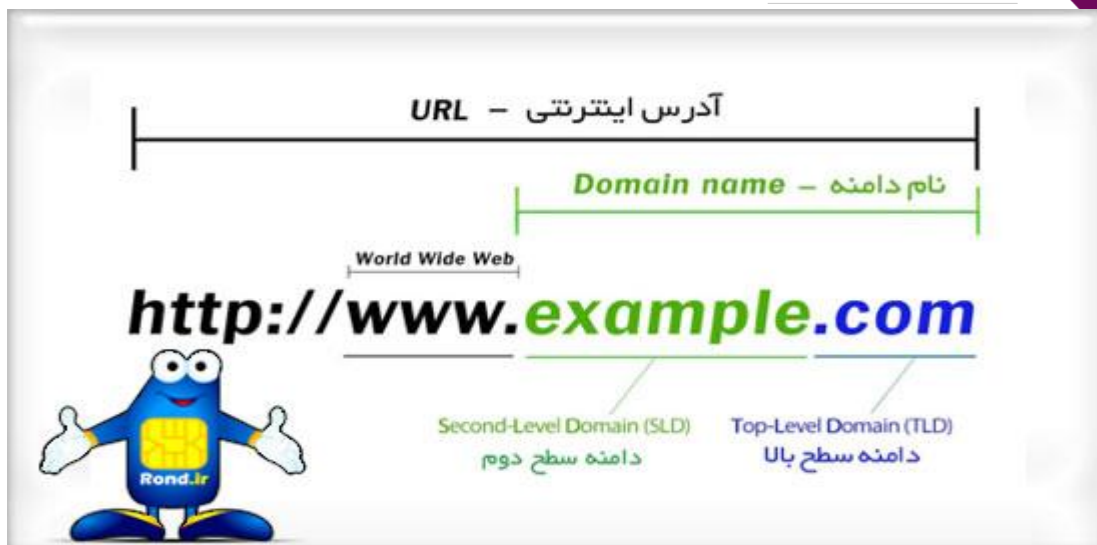 URL – آدرس اینترنتی
Domain name – نام دامنه
World Wide Web
http://www.example.com
Second-Level Domain (SLD) Top-Level Domain (TLD)
دامنه سطح دوم دامنه سطح بالا
Rond.ir